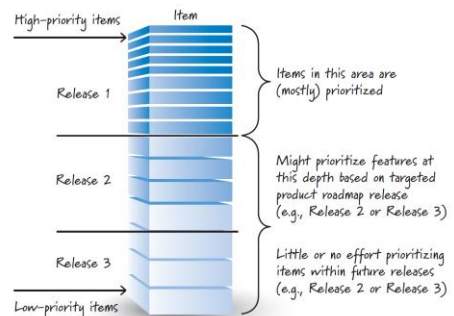 High-priority items
Item
Release 1
Items in this area are
(mostly) prioritized
Release 2
Might prioritize features at
this depth based on targeted
product roadmap release
(e.g., Release 2 or Release 3)
Release 3
Little or no effort prioritizing
items within future releases
(e.g., Release 2 or Release 3)
Low-priority items